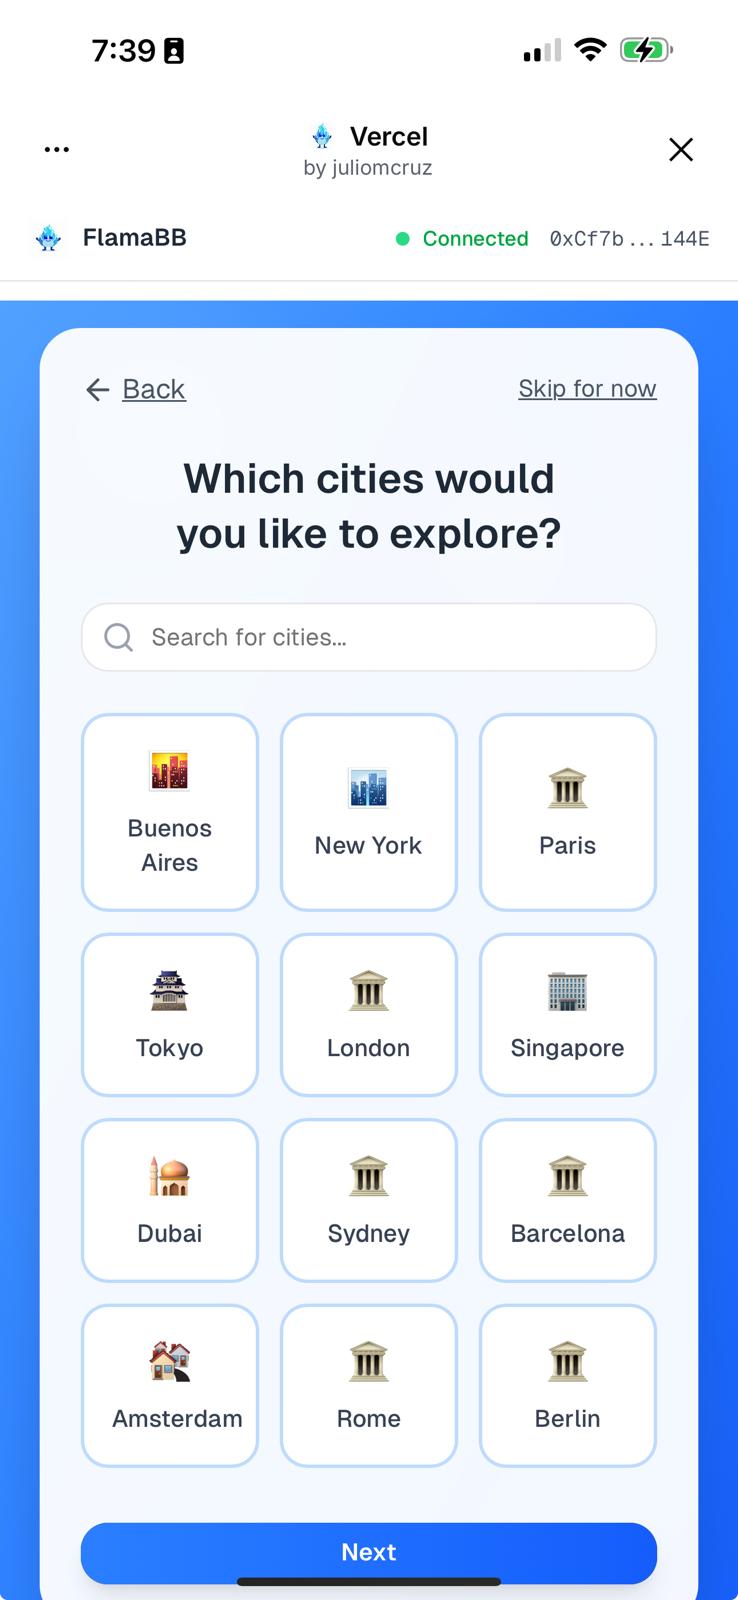 7:39
Vercel
by juliomcruz
FlamaBB
Connected 0xCf7b...144E
Back
Skip for now
Which cities would
you like to explore?
Search for cities...
Buenos
Aires
New York
Paris
Tokyo
London
Singapore
Dubai
Sydney
Barcelona
Amsterdam
Rome
Berlin
Next